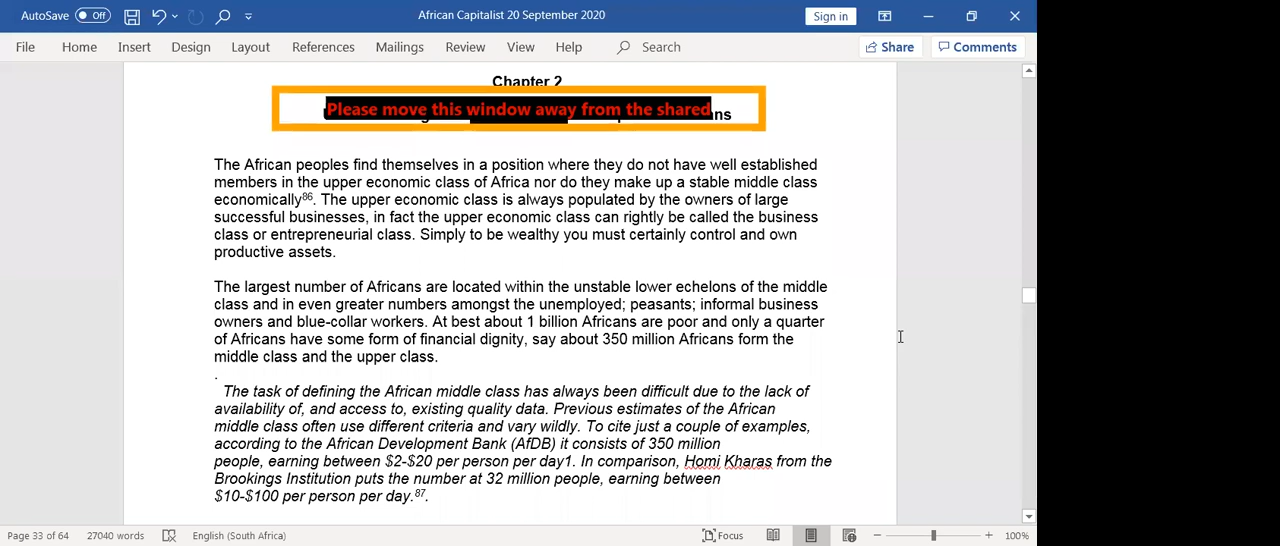 AutoSave Off African Capitalist 20 September 2020 Sign in
File Home Insert Design Layout References Mailings Review View Help Search Share Comments
Chapter 2
Please move this window away from the shared
The African peoples find themselves in a position where they do not have well established
members in the upper economic class of Africa nor do they make up a stable middle class
economically86. The upper economic class is always populated by the owners of large
successful businesses, in fact the upper economic class can rightly be called the business
class or entrepreneurial class. Simply to be wealthy you must certainly control and own
productive assets.
The largest number of Africans are located within the unstable lower echelons of the middle
class and in even greater numbers amongst the unemployed; peasants; informal business
owners and blue-collar workers. At best about 1 billion Africans are poor and only a quarter
of Africans have some form of financial dignity, say about 350 million Africans form the
middle class and the upper class.
.
The task of defining the African middle class has always been difficult due to the lack of
availability of, and access to, existing quality data. Previous estimates of the African
middle class often use different criteria and vary wildly. To cite just a couple of examples,
according to the African Development Bank (AfDB) it consists of 350 million
people, earning between $2-$20 per person per day1. In comparison, Homi Kharas from the
Brookings Institution puts the number at 32 million people, earning between
$10-$100 per person per day.87.
Page 33 of 64 27040 words English (South Africa) Focus 100%